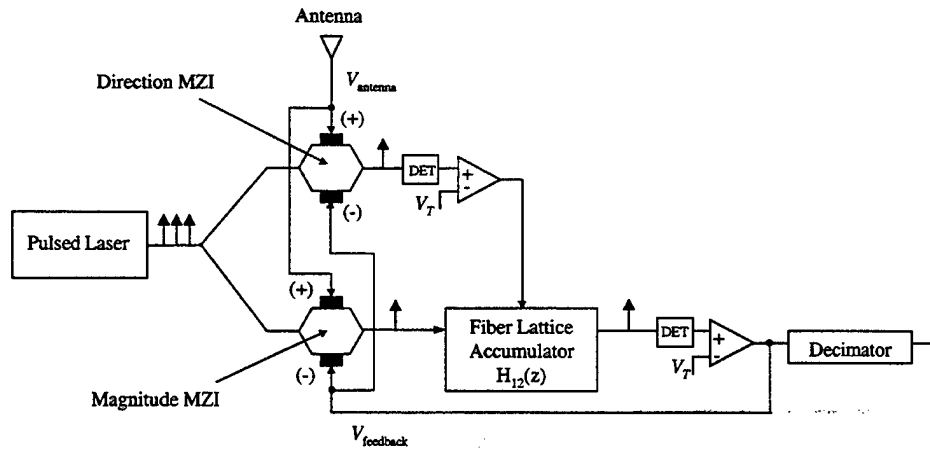 Antenna
Direction MZI
V_antenna
(+)
DET
+
-
V_T
(-)
Pulsed Laser
(+)
Fiber Lattice
Accumulator
H_12(z)
DET
+
-
V_T
Decimator
(-)
Magnitude MZI
V_feedback